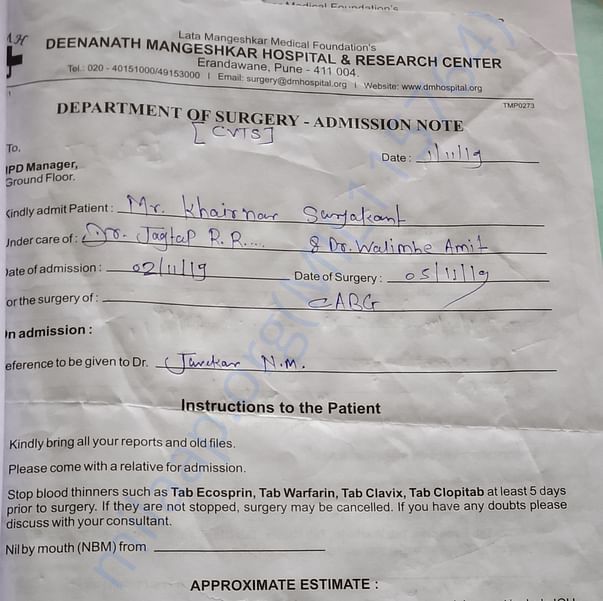 Medical Foundation's
Lata Mangeshkar Medical Foundation's
DEENANATH MANGESHKAR HOSPITAL & RESEARCH CENTER
Erandawane, Pune - 411 004.
Tel.: 020 - 40151000/49153000 | Email: surgery@dmhospital.org | Website: www.dmhospital.org
TMP0273
DEPARTMENT OF SURGERY - ADMISSION NOTE
[CVTS]
To,
Date : 1/11/19
IPD Manager,
Ground Floor.
Kindly admit Patient : Mr. Khairnar Suryakant
Under care of : Dr. Jagtap R.R.... & Dr. Walimbe Amit
Date of admission : 02/11/19 Date of Surgery : 05/11/19
or the surgery of : CABG
On admission :
eference to be given to Dr. N.M.
Instructions to the Patient
Kindly bring all your reports and old files.
Please come with a relative for admission.
Stop blood thinners such as Tab Ecosprin, Tab Warfarin, Tab Clavix, Tab Clopitab at least 5 days
prior to surgery. If they are not stopped, surgery may be cancelled. If you have any doubts please
discuss with your consultant.
Nil by mouth (NBM) from
APPROXIMATE ESTIMATE :